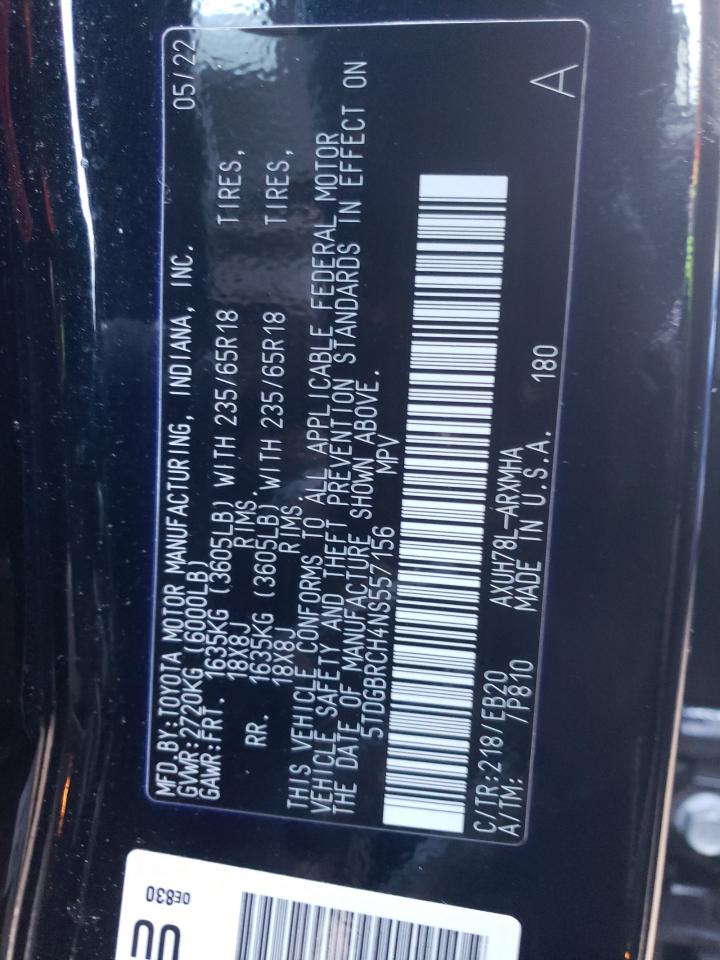 MFD.BY:TOYOTA MOTOR MANUFACTURING, INDIANA, INC. 05/22
GVWR:2720KG (6000LB)
GAWR:FRT. 1635KG (3605LB) WITH 235/65R18 TIRES,
18X8J RIMS.
RR. 1635KG (3605LB) WITH 235/65R18 TIRES,
18X8J RIMS.
THIS VEHICLE CONFORMS TO ALL APPLICABLE FEDERAL MOTOR
VEHICLE SAFETY AND THEFT PREVENTION STANDARDS IN EFFECT ON
THE DATE OF MANUFACTURE SHOWN ABOVE.
5TDGBRCH4NS557156 MPV
C/TR:218/EB20 AXUH78L-ARXMHA
A/TM: /7P810 MADE IN U.S.A. 180 A
0E830